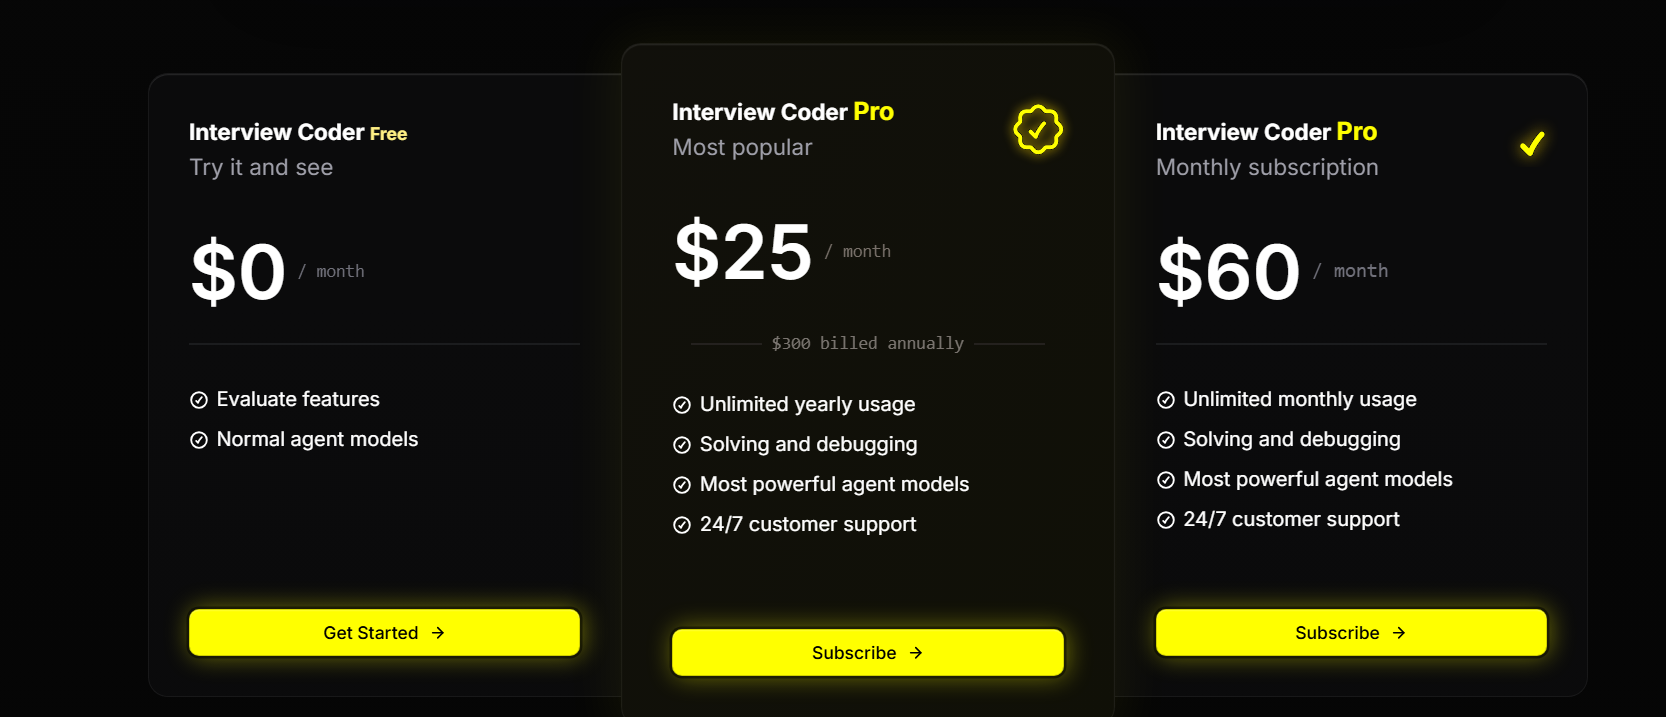 Interview Coder Free
Try it and see
$0 / month
Evaluate features
Normal agent models
Get Started →
Interview Coder Pro
Most popular
$25 / month
$300 billed annually
Unlimited yearly usage
Solving and debugging
Most powerful agent models
24/7 customer support
Subscribe →
Interview Coder Pro
Monthly subscription
$60 / month
Unlimited monthly usage
Solving and debugging
Most powerful agent models
24/7 customer support
Subscribe →